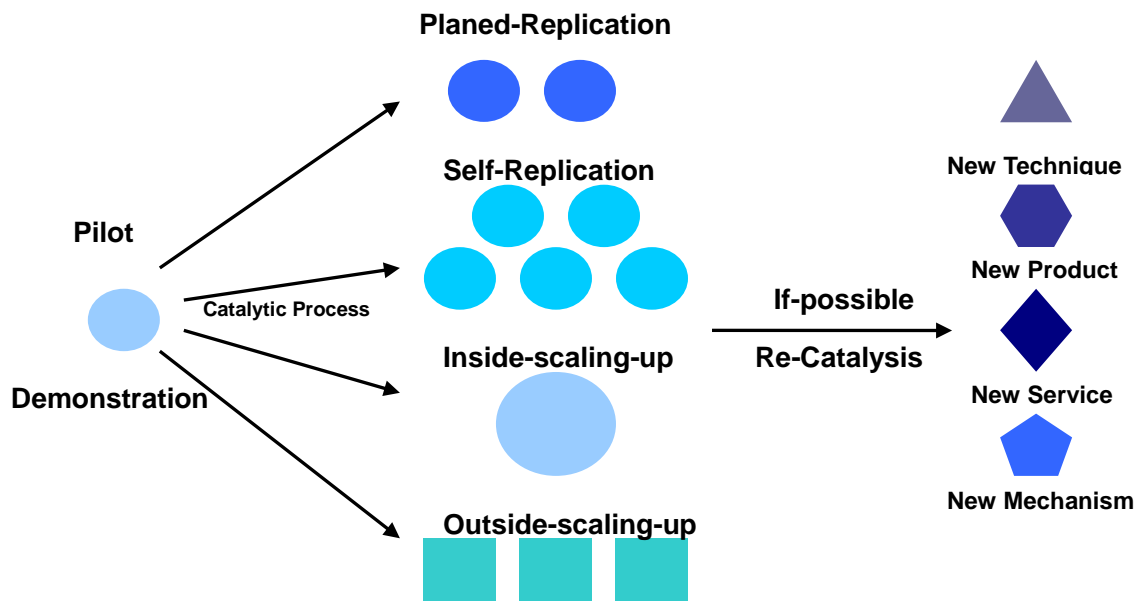 Planed-Replication
Self-Replication
Pilot
Catalytic Process
Demonstration
Inside-scaling-up
Outside-scaling-up
If-possible
Re-Catalysis
New Technique
New Product
New Service
New Mechanism